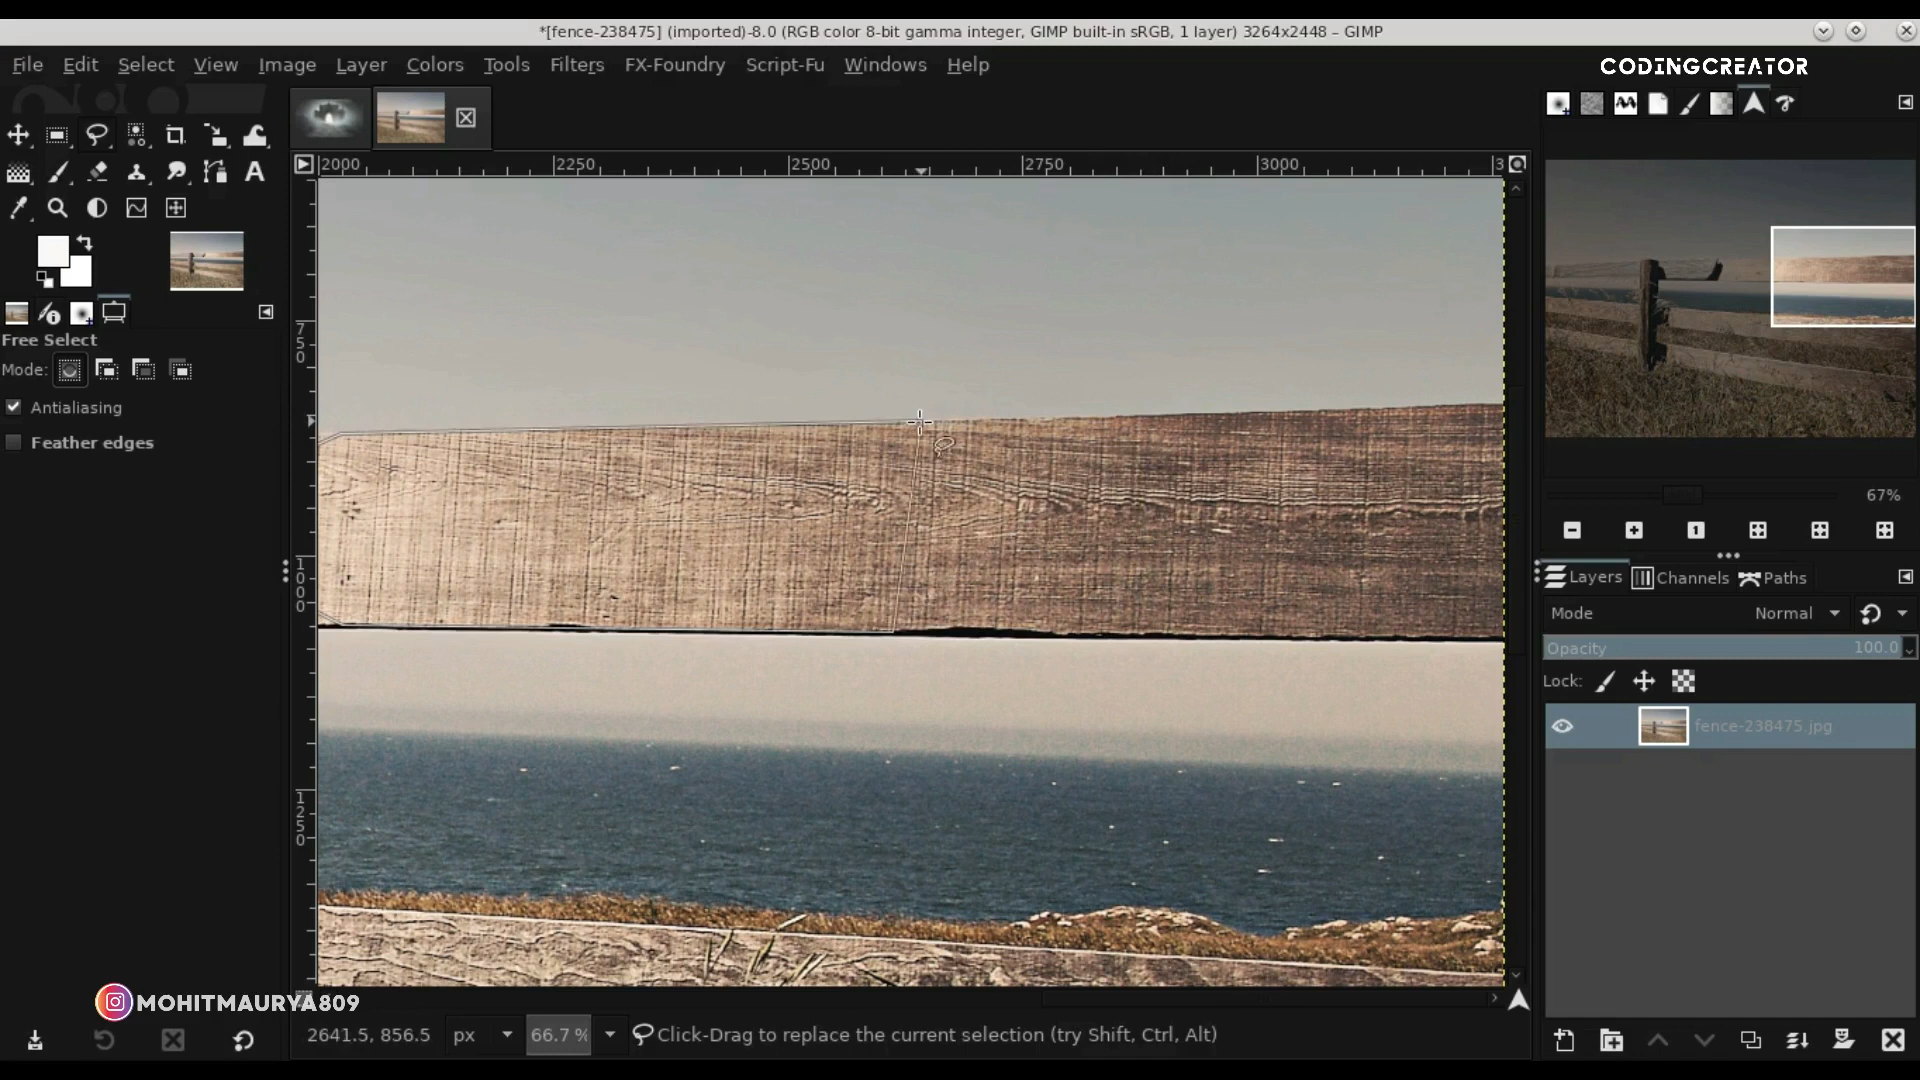 *[fence-238475] (imported)-8.0 (RGB color 8-bit gamma integer, GIMP built-in sRGB, 1 layer) 3264x2448 – GIMP
File Edit Select View Image Layer Colors Tools Filters FX-Foundry Script-Fu Windows Help
CODINGCREATOR
2000 2250 2500 2750 3000 3
750
1000
1250
Free Select
Mode:
Antialiasing
Feather edges
67%
Layers Channels Paths
Mode Normal
Opacity 100.0
Lock:
fence-238475.jpg
MOHITMAURYA809
2641.5, 856.5 px 66.7 % Click-Drag to replace the current selection (try Shift, Ctrl, Alt)